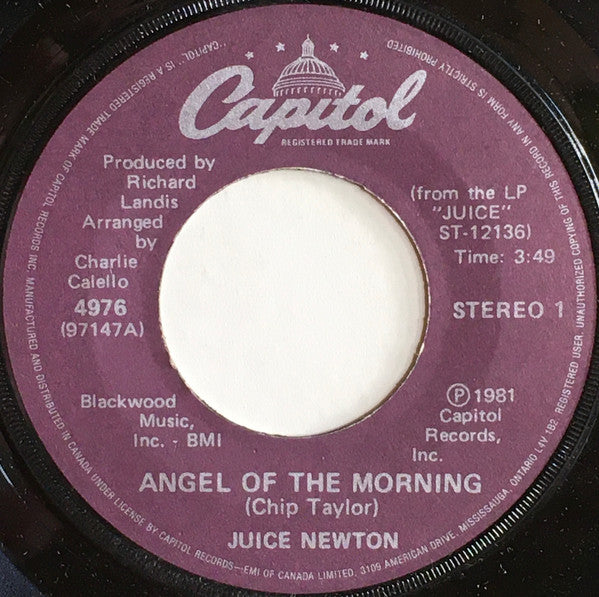 Capitol
REGISTERED TRADE MARK
Produced by
Richard
Landis
Arranged
by
Charlie
Calello
4976
(97147A)
(from the LP
"JUICE"
ST-12136)
Time: 3:49
STEREO 1
Blackwood
Music,
Inc. - BMI
Ⓟ 1981
Capitol
Records,
Inc.
ANGEL OF THE MORNING
(Chip Taylor)
JUICE NEWTON
"CAPITOL" IS A REGISTERED TRADE MARK OF CAPITOL RECORDS INC. MANUFACTURED AND DISTRIBUTED IN CANADA UNDER LICENSE BY CAPITOL RECORDS—EMI OF CANADA LIMITED, 3109 AMERICAN DRIVE, MISSISSAUGA, ONTARIO L4V 1B2, REGISTERED USER. UNAUTHORIZED COPYING OF THIS RECORD IN ANY FORM IS STRICTLY PROHIBITED